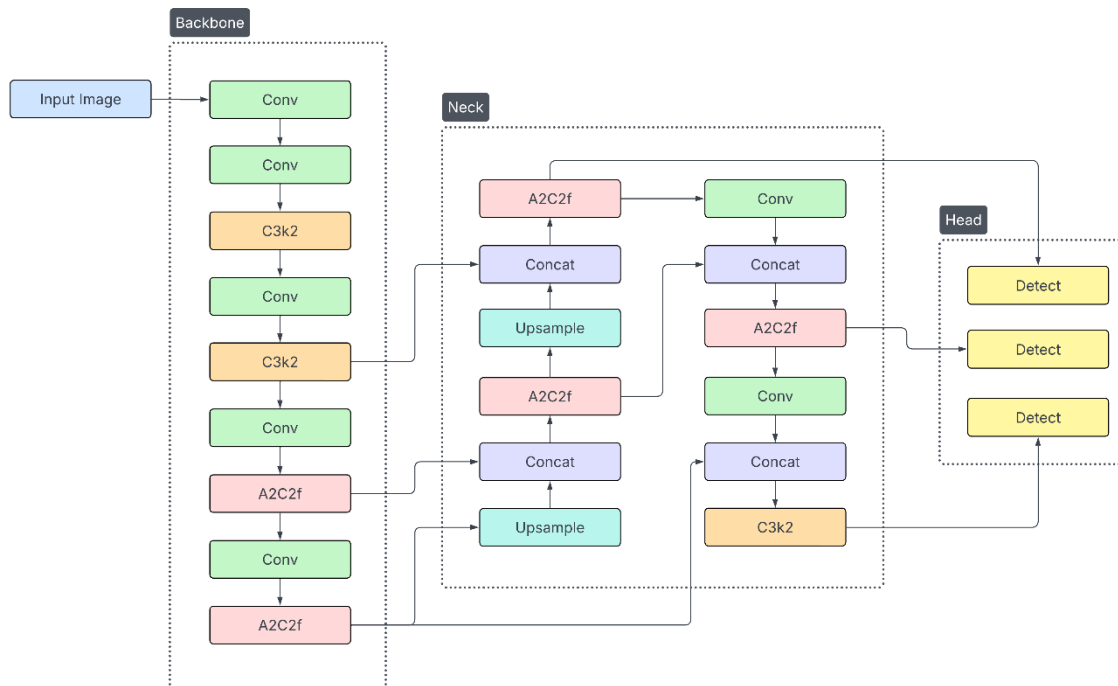 Backbone
Input Image
Conv
Conv
C3k2
Conv
C3k2
Conv
A2C2f
Conv
A2C2f
Neck
A2C2f
Concat
Upsample
A2C2f
Concat
Upsample
Conv
Concat
A2C2f
Conv
Concat
C3k2
Head
Detect
Detect
Detect